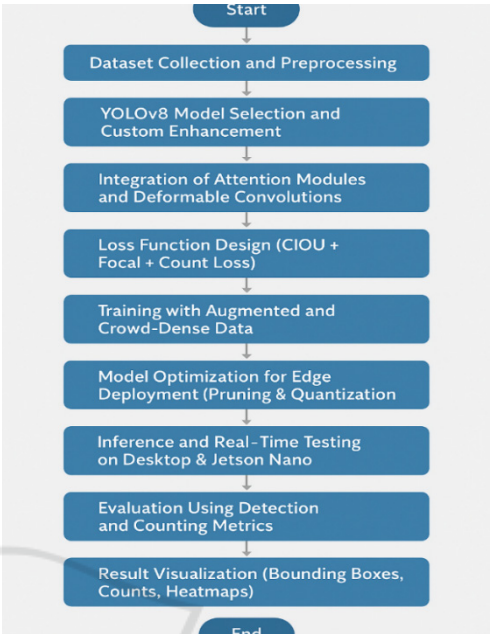 Start
Dataset Collection and Preprocessing
YOLOv8 Model Selection and
Custom Enhancement
Integration of Attention Modules
and Deformable Convolutions
Loss Function Design (CIOU +
Focal + Count Loss)
Training with Augmented and
Crowd-Dense Data
Model Optimization for Edge
Deployment (Pruning & Quantization
Inference and Real-Time Testing
on Desktop & Jetson Nano
Evaluation Using Detection
and Counting Metrics
Result Visualization (Bounding Boxes,
Counts, Heatmaps)
End